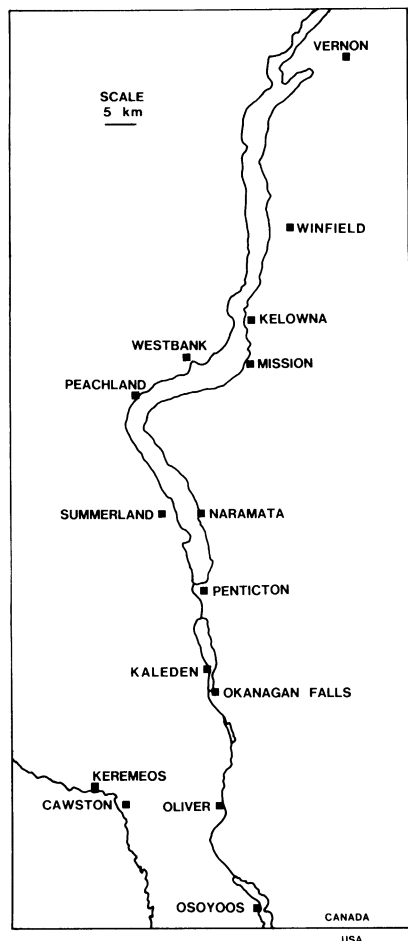 VERNON
SCALE
5 km
WINFIELD
KELOWNA
WESTBANK
MISSION
PEACHLAND
SUMMERLAND
NARAMATA
PENTICTON
KALEDEN
OKANAGAN FALLS
KEREMEOS
CAWSTON
OLIVER
OSOYOOS
CANADA
USA